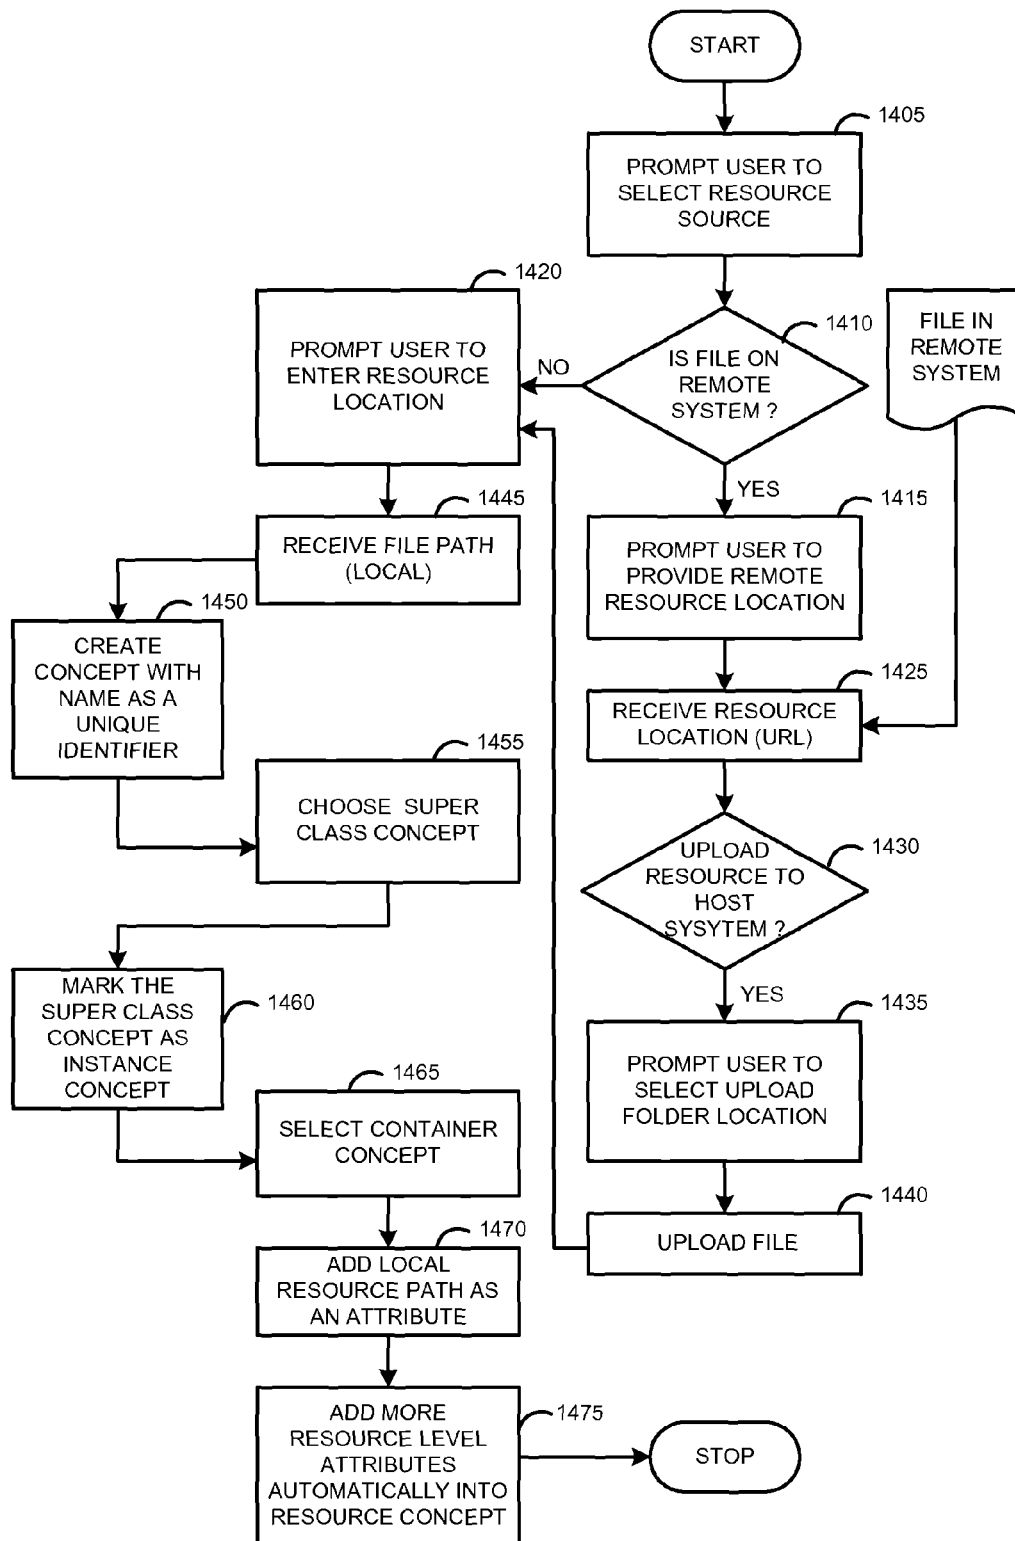 START
1405
PROMPT USER TO
SELECT RESOURCE
SOURCE
1420
PROMPT USER TO
ENTER RESOURCE
LOCATION
NO
1410
IS FILE ON
REMOTE
SYSTEM ?
FILE IN
REMOTE
SYSTEM
YES
1445
RECEIVE FILE PATH
(LOCAL)
1415
PROMPT USER TO
PROVIDE REMOTE
RESOURCE LOCATION
1450
CREATE
CONCEPT WITH
NAME AS A
UNIQUE
IDENTIFIER
1425
RECEIVE RESOURCE
LOCATION (URL)
1455
CHOOSE SUPER
CLASS CONCEPT
1430
UPLOAD
RESOURCE TO
HOST
SYSYTEM ?
YES
1460
MARK THE
SUPER CLASS
CONCEPT AS
INSTANCE
CONCEPT
1435
PROMPT USER TO
SELECT UPLOAD
FOLDER LOCATION
1465
SELECT CONTAINER
CONCEPT
1440
UPLOAD FILE
1470
ADD LOCAL
RESOURCE PATH AS
AN ATTRIBUTE
1475
ADD MORE
RESOURCE LEVEL
ATTRIBUTES
AUTOMATICALLY INTO
RESOURCE CONCEPT
STOP